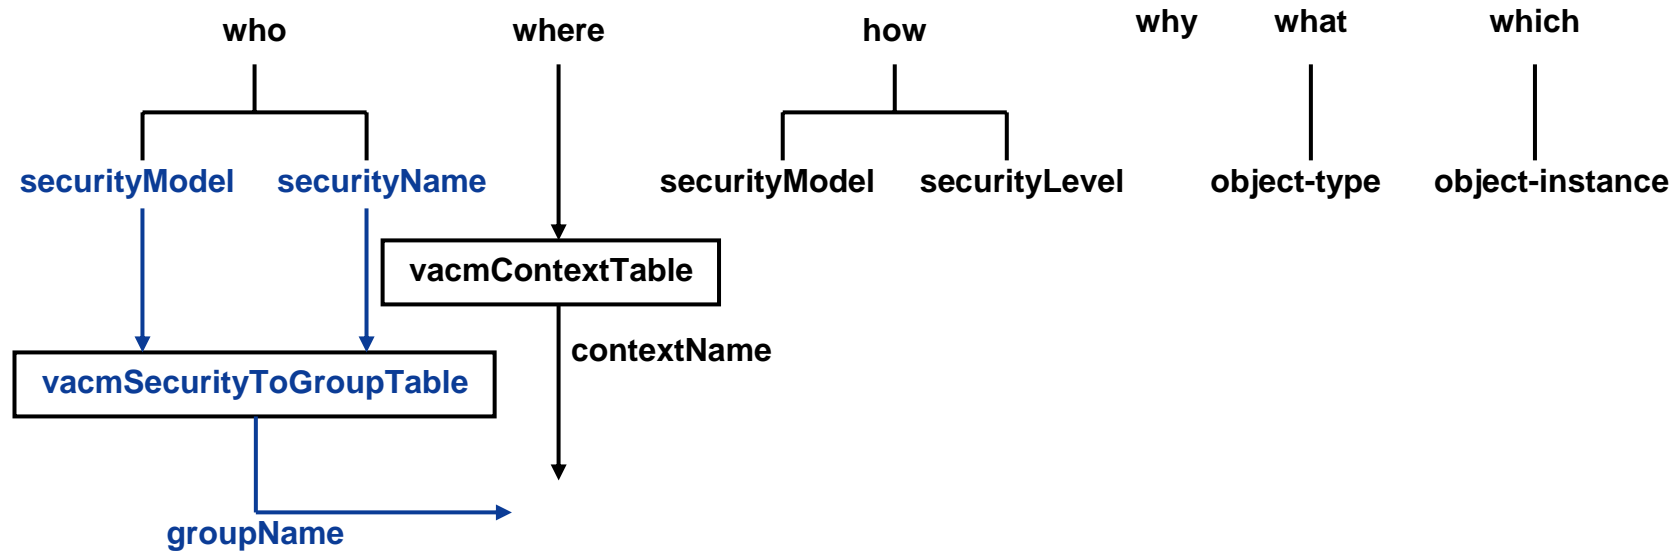 who where how why what which
securityModel securityName securityModel securityLevel object-type object-instance
vacmContextTable
contextName
vacmSecurityToGroupTable
groupName